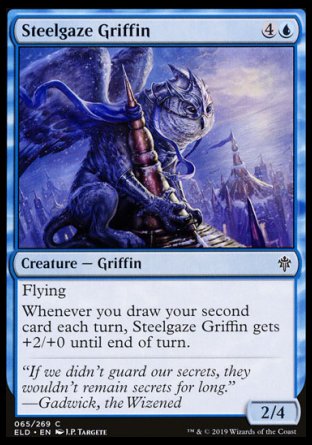 Steelgaze Griffin 4
Creature — Griffin
Flying
Whenever you draw your second
card each turn, Steelgaze Griffin gets
+2/+0 until end of turn.
"If we didn't guard our secrets, they
wouldn't remain secrets for long."
—Gadwick, the Wizened
2/4
065/269 C
ELD • EN J.P. TARGETE
™ & © 2019 Wizards of the Coast